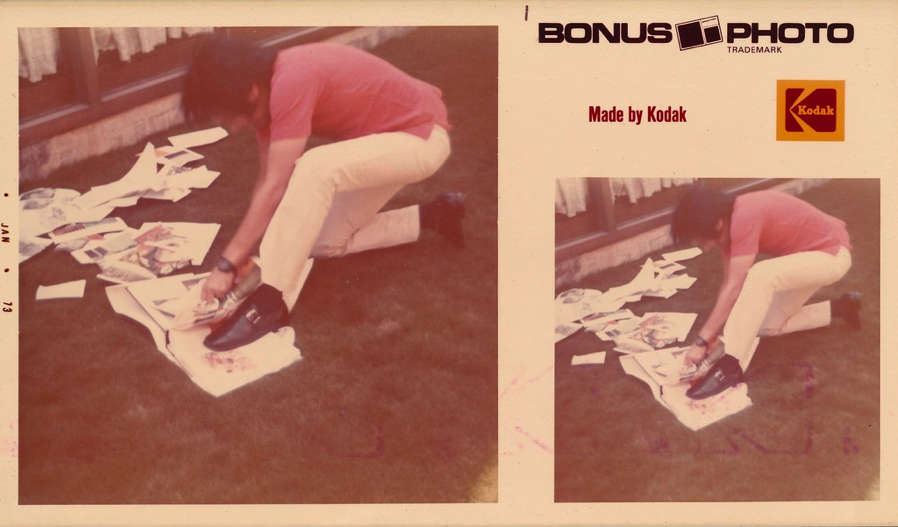 • JAN • 73
BONUS PHOTO
TRADEMARK
Made by Kodak
Kodak